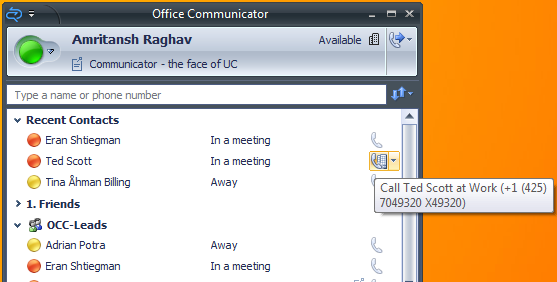 Office Communicator
Amritansh Raghav Available
Communicator - the face of UC
Type a name or phone number
Recent Contacts
Eran Shtiegman In a meeting
Ted Scott In a meeting
Tina Åhman Billing Away
Call Ted Scott at Work (+1 (425)
7049320 X49320)
1. Friends
OCC-Leads
Adrian Potra Away
Eran Shtiegman In a meeting